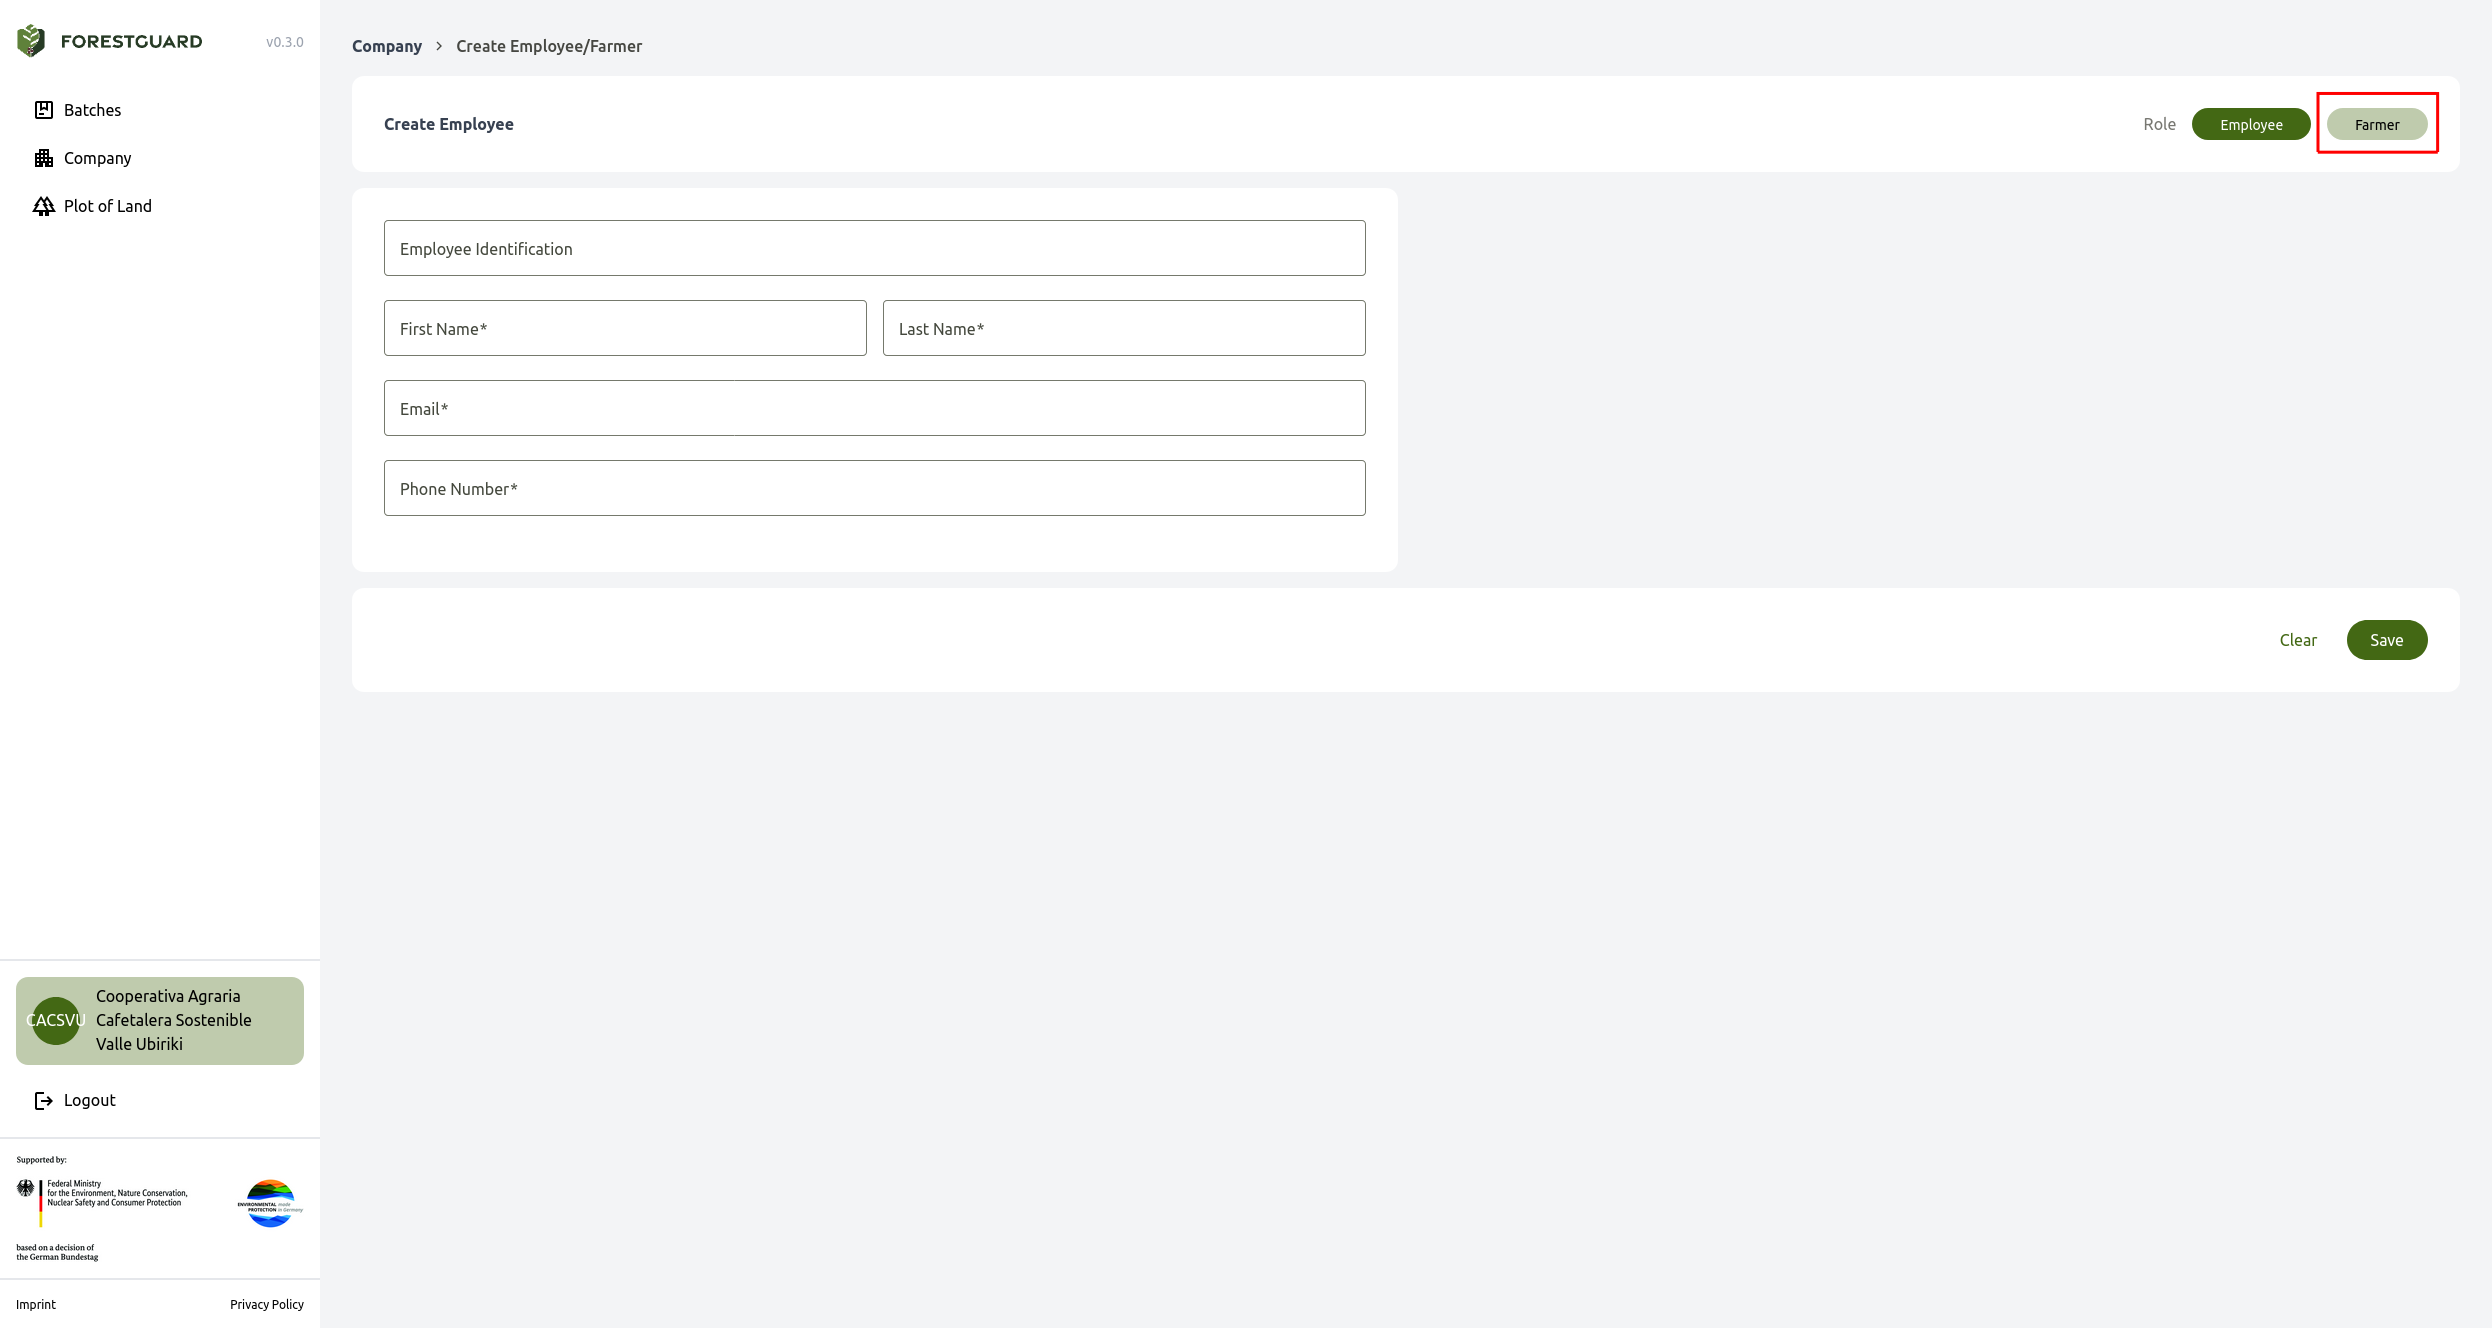 FORESTGUARD
v0.3.0
Batches
Company
Plot of Land
Cooperativa Agraria
Cafetalera Sostenible
Valle Ubiriki
CACSVU
Logout
Supported by:
Federal Ministry
for the Environment, Nature Conservation,
Nuclear Safety and Consumer Protection
ENVIRONMENTAL made
PROTECTION in Germany
based on a decision of
the German Bundestag
Imprint
Privacy Policy
Company > Create Employee/Farmer
Create Employee
Role
Employee
Farmer
Employee Identification
First Name*
Last Name*
Email*
Phone Number*
Clear
Save